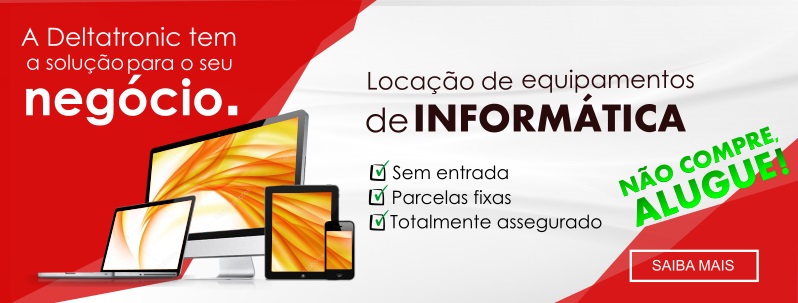 A Deltatronic tem
a solução para o seu
negócio.
Locação de equipamentos
de INFORMÁTICA
Sem entrada
Parcelas fixas
Totalmente assegurado
NÃO COMPRE,
ALUGUE!
SAIBA MAIS